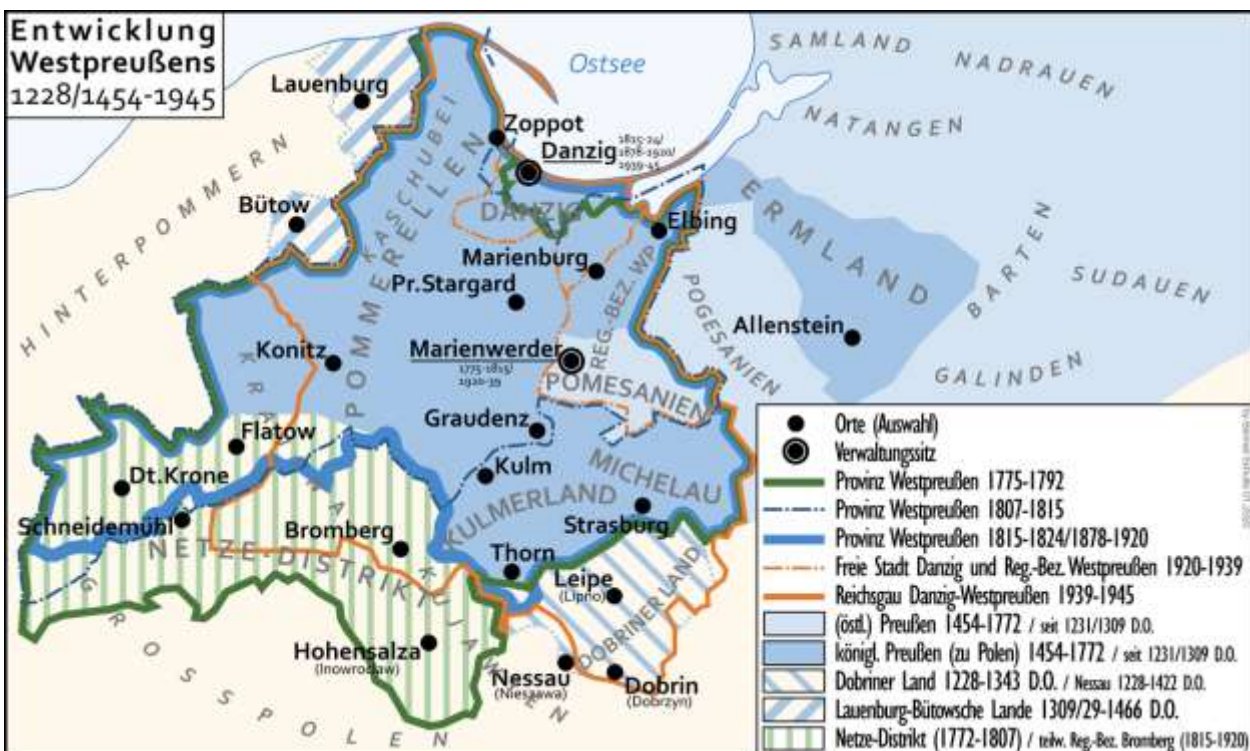 Entwicklung
Westpreußens
1228/1454-1945
Ostsee
SAMLAND
NADRAUEN
NATANGEN
Lauenburg
Zoppot
Danzig
1815-24/
1878-1920/
1939-45
HINTERPOMMERN
KASCHUBEI
POMMERELLEN
Bütow
DANZIG
Elbing
ERMLAND
BARTEN
SUDAUEN
Marienburg
REG.-BEZ. WP
Pr.Stargard
POGESANIEN
Allenstein
Konitz
Marienwerder
1775-1815/
1920-39
POMESANIEN
GALINDEN
Graudenz
Flatow
KRAJNA
Dt.Krone
Kulm
MICHELAU
KULMERLAND
Strasburg
Schneidemühl
Bromberg
NETZE DISTRIKT
Thorn
Leipe
(Lipno)
DOBRINER LAND
KUJAWEN
Hohensalza
(Inowrocław)
Nessau
(Nieszawa)
Dobrin
(Dobrzyn)
GROSSPOLEN
Orte (Auswahl)
Verwaltungssitz
Provinz Westpreußen 1775-1792
Provinz Westpreußen 1807-1815
Provinz Westpreußen 1815-1824/1878-1920
Freie Stadt Danzig und Reg.-Bez. Westpreußen 1920-1939
Reichsgau Danzig-Westpreußen 1939-1945
(östl.) Preußen 1454-1772 / seit 1231/1309 D.O.
königl. Preußen (zu Polen) 1454-1772 / seit 1231/1309 D.O.
Dobriner Land 1228-1343 D.O. / Nessau 1228-1422 D.O.
Lauenburg-Bütowsche Lande 1309/29-1466 D.O.
Netze-Distrikt (1772-1807) / teilw. Reg.-Bez. Bromberg (1815-1920)